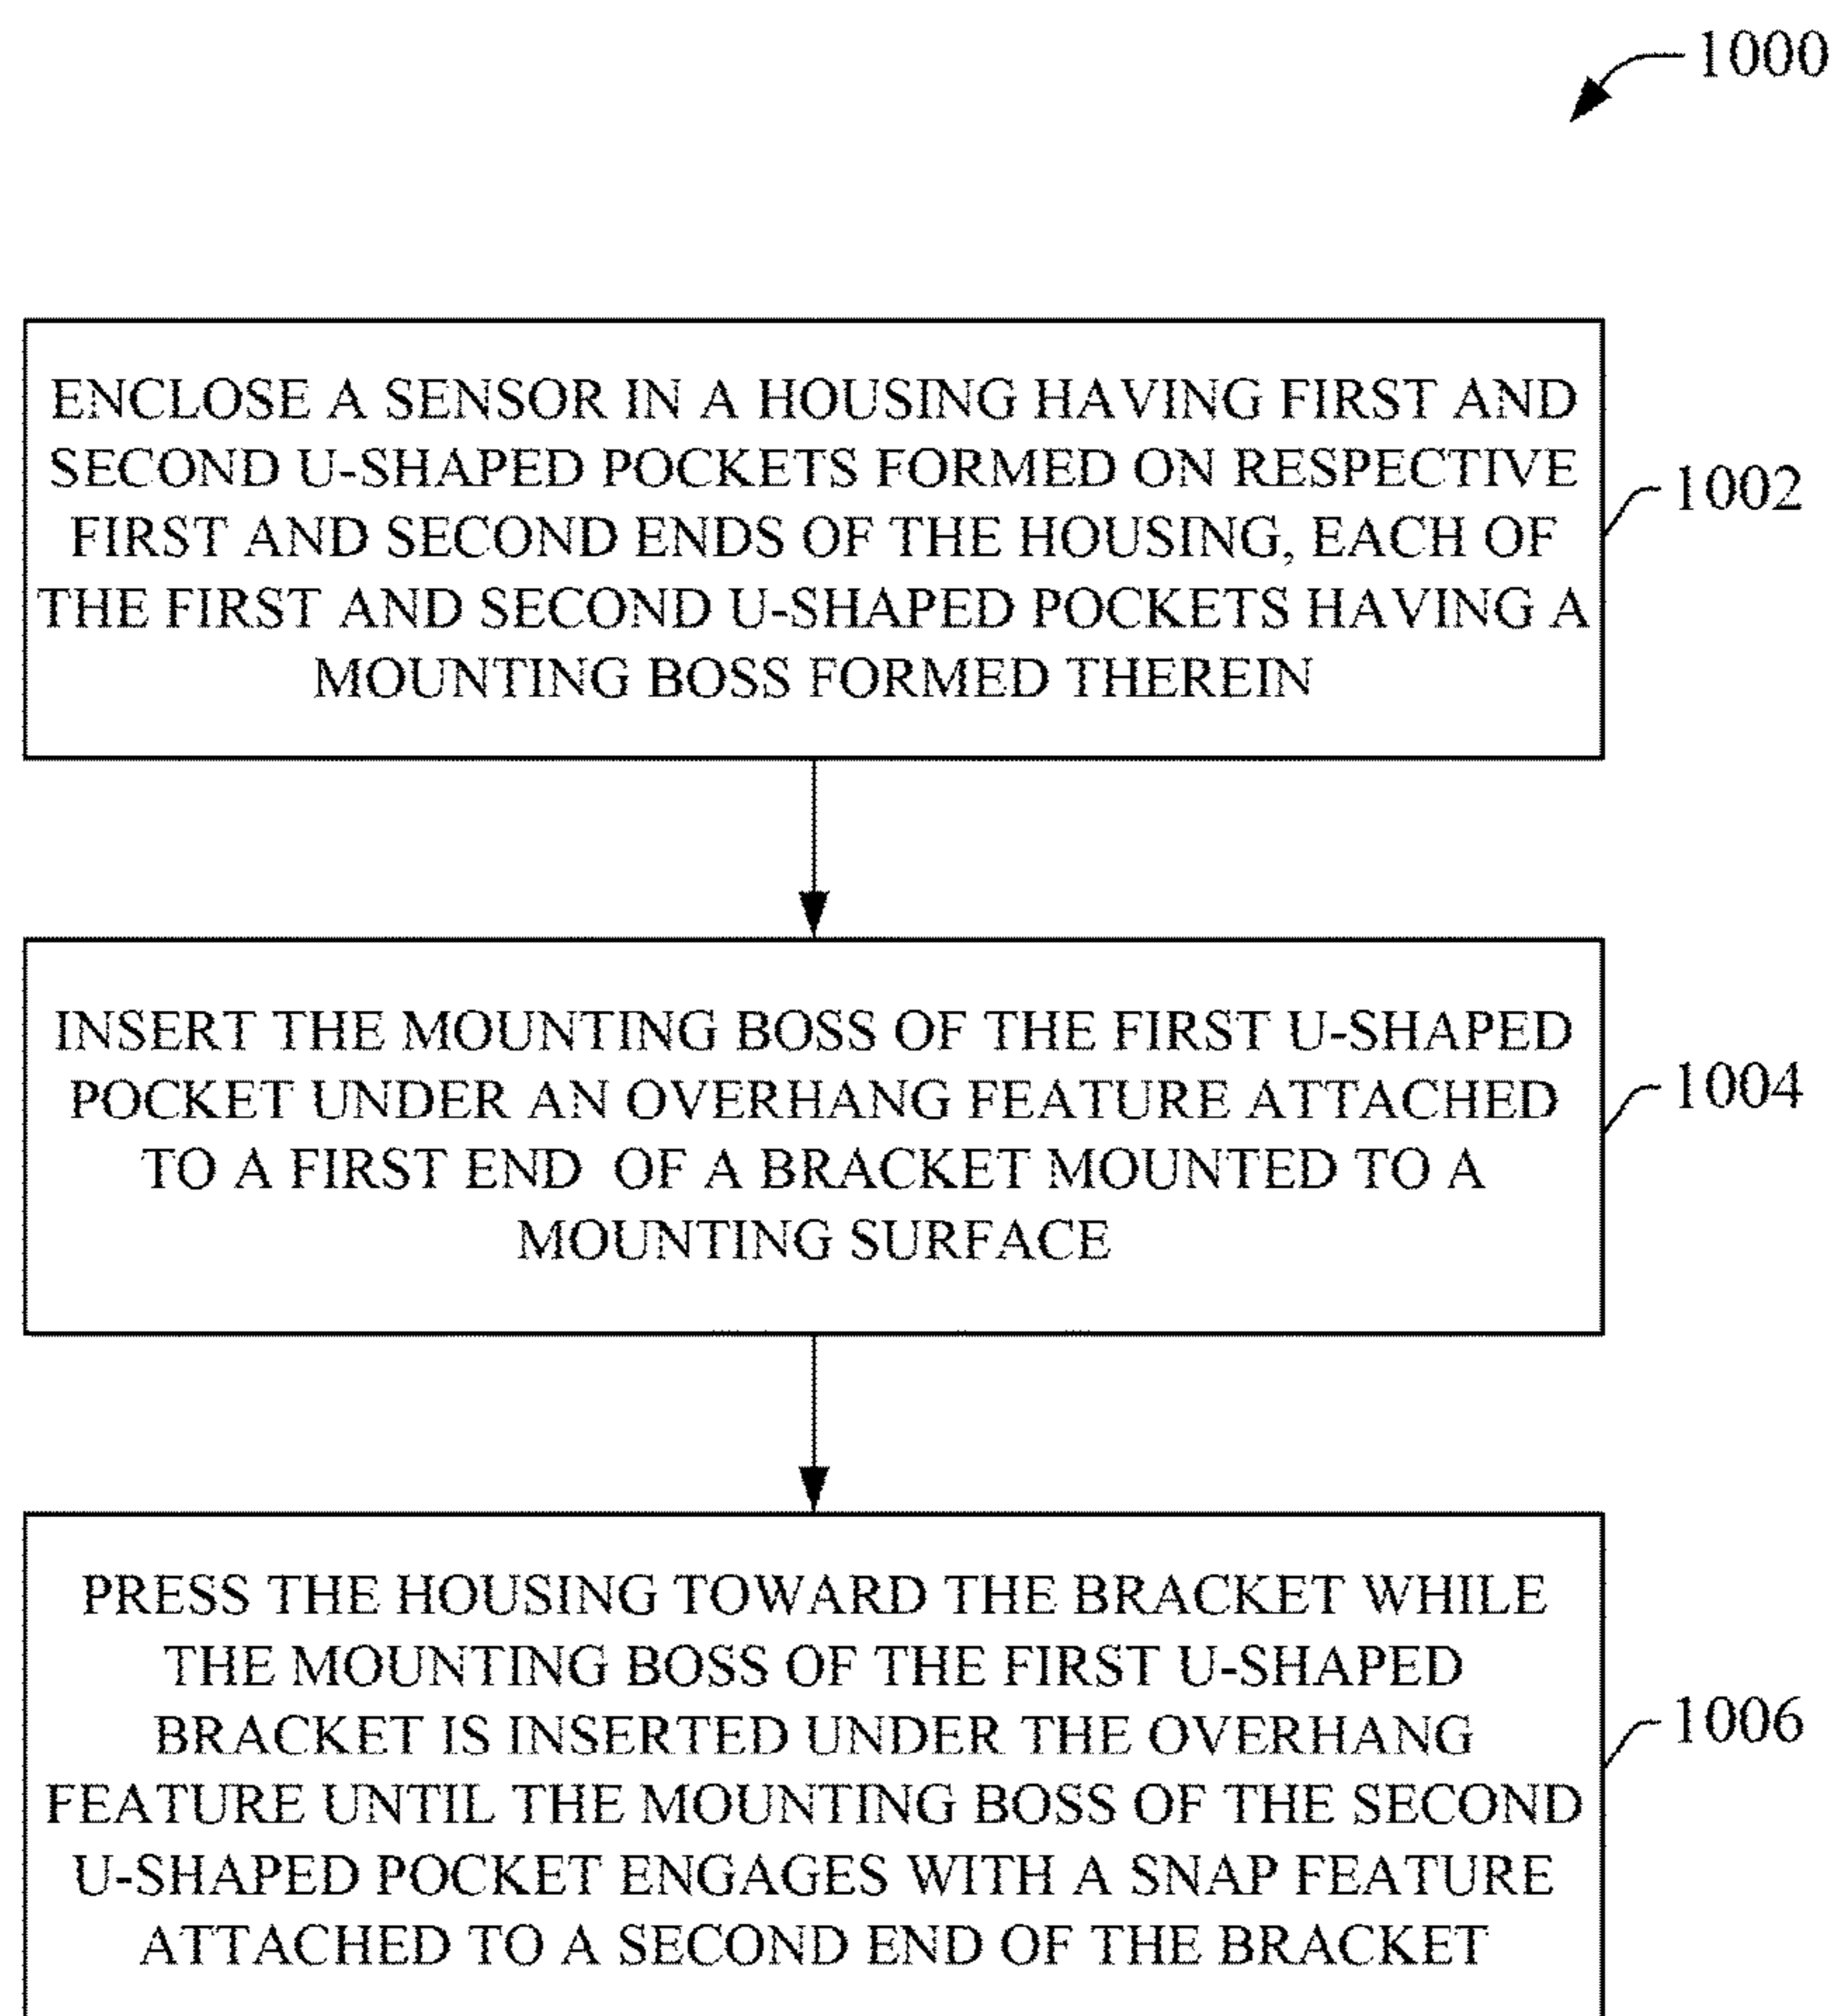 1000
ENCLOSE A SENSOR IN A HOUSING HAVING FIRST AND
SECOND U-SHAPED POCKETS FORMED ON RESPECTIVE
FIRST AND SECOND ENDS OF THE HOUSING, EACH OF
THE FIRST AND SECOND U-SHAPED POCKETS HAVING A
MOUNTING BOSS FORMED THEREIN
1002
INSERT THE MOUNTING BOSS OF THE FIRST U-SHAPED
POCKET UNDER AN OVERHANG FEATURE ATTACHED
TO A FIRST END OF A BRACKET MOUNTED TO A
MOUNTING SURFACE
1004
PRESS THE HOUSING TOWARD THE BRACKET WHILE
THE MOUNTING BOSS OF THE FIRST U-SHAPED
BRACKET IS INSERTED UNDER THE OVERHANG
FEATURE UNTIL THE MOUNTING BOSS OF THE SECOND
U-SHAPED POCKET ENGAGES WITH A SNAP FEATURE
ATTACHED TO A SECOND END OF THE BRACKET
1006